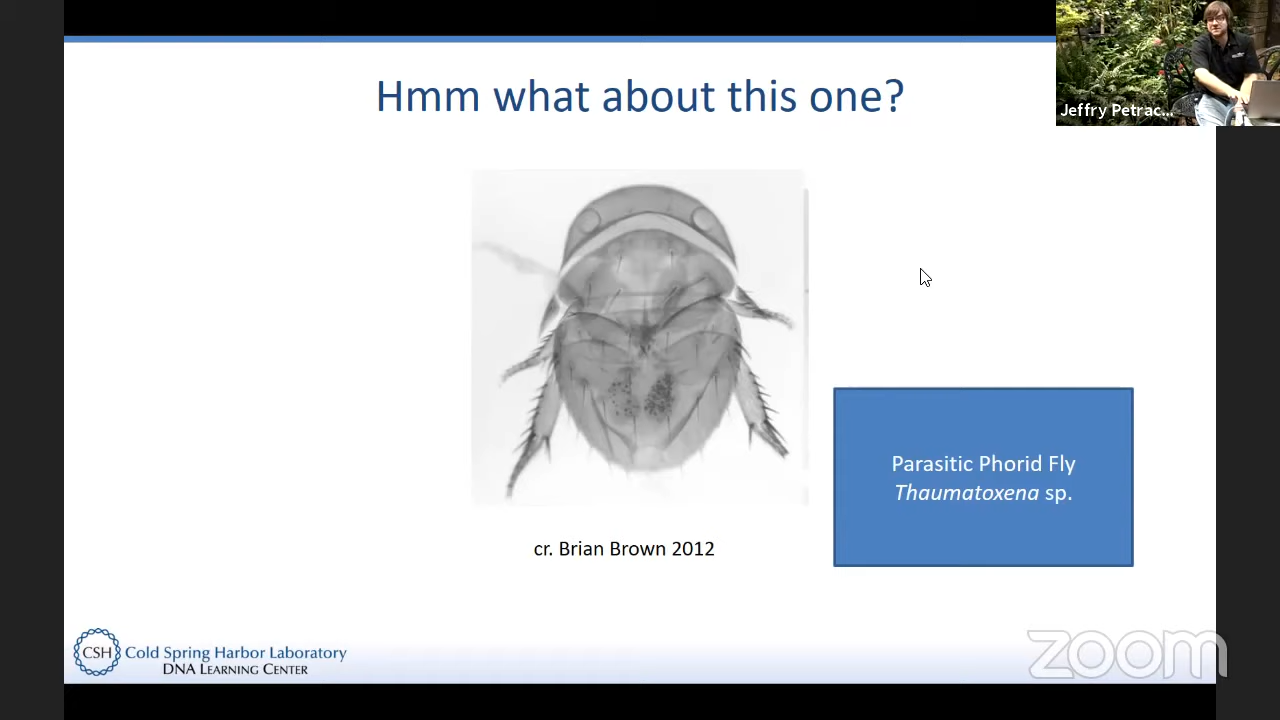 Hmm what about this one?
Jeffry Petrac...
Parasitic Phorid Fly
Thaumatoxena sp.
cr. Brian Brown 2012
CSH
Cold Spring Harbor Laboratory
DNA LEARNING CENTER
zoom